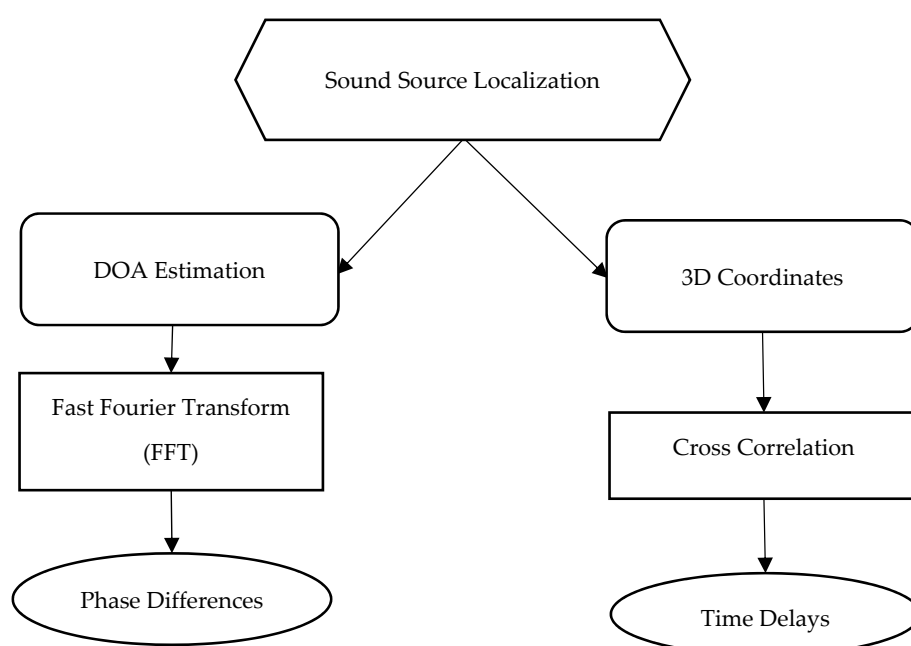 Sound Source Localization
DOA Estimation
3D Coordinates
Fast Fourier Transform
(FFT)
Cross Correlation
Phase Differences
Time Delays